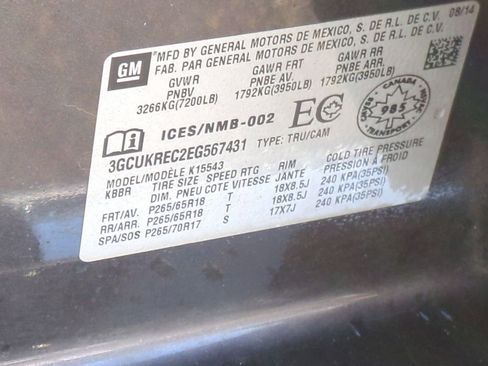 GM
MFD BY GENERAL MOTORS DE MEXICO, S. DE R.L. DE C.V. 08/14
FAB. PAR GENERAL MOTORS DE MEXICO, S. DE R.L. DE C.V.
GVWR GAWR FRT GAWR RR
PNBV PNBE AV. PNBE ARR.
3266KG(7200LB) 1792KG(3950LB) 1792KG(3950LB)
ICES/NMB-002 EC
CANADA
985
TRANSPORT
3GCUKREC2EG567431 TYPE: TRU/CAM
MODEL/MODÈLE K15543
KBBR TIRE SIZE SPEED RTG RIM COLD TIRE PRESSURE
DIM. PNEU COTE VITESSE JANTE PRESSION À FROID
FRT/AV. P265/65R18 T 18X8.5J 240 KPA(35PSI)
RR/ARR. P265/65R18 T 18X8.5J 240 KPA(35PSI)
SPA/SOS P265/70R17 S 17X7J 240 KPA(35PSI)